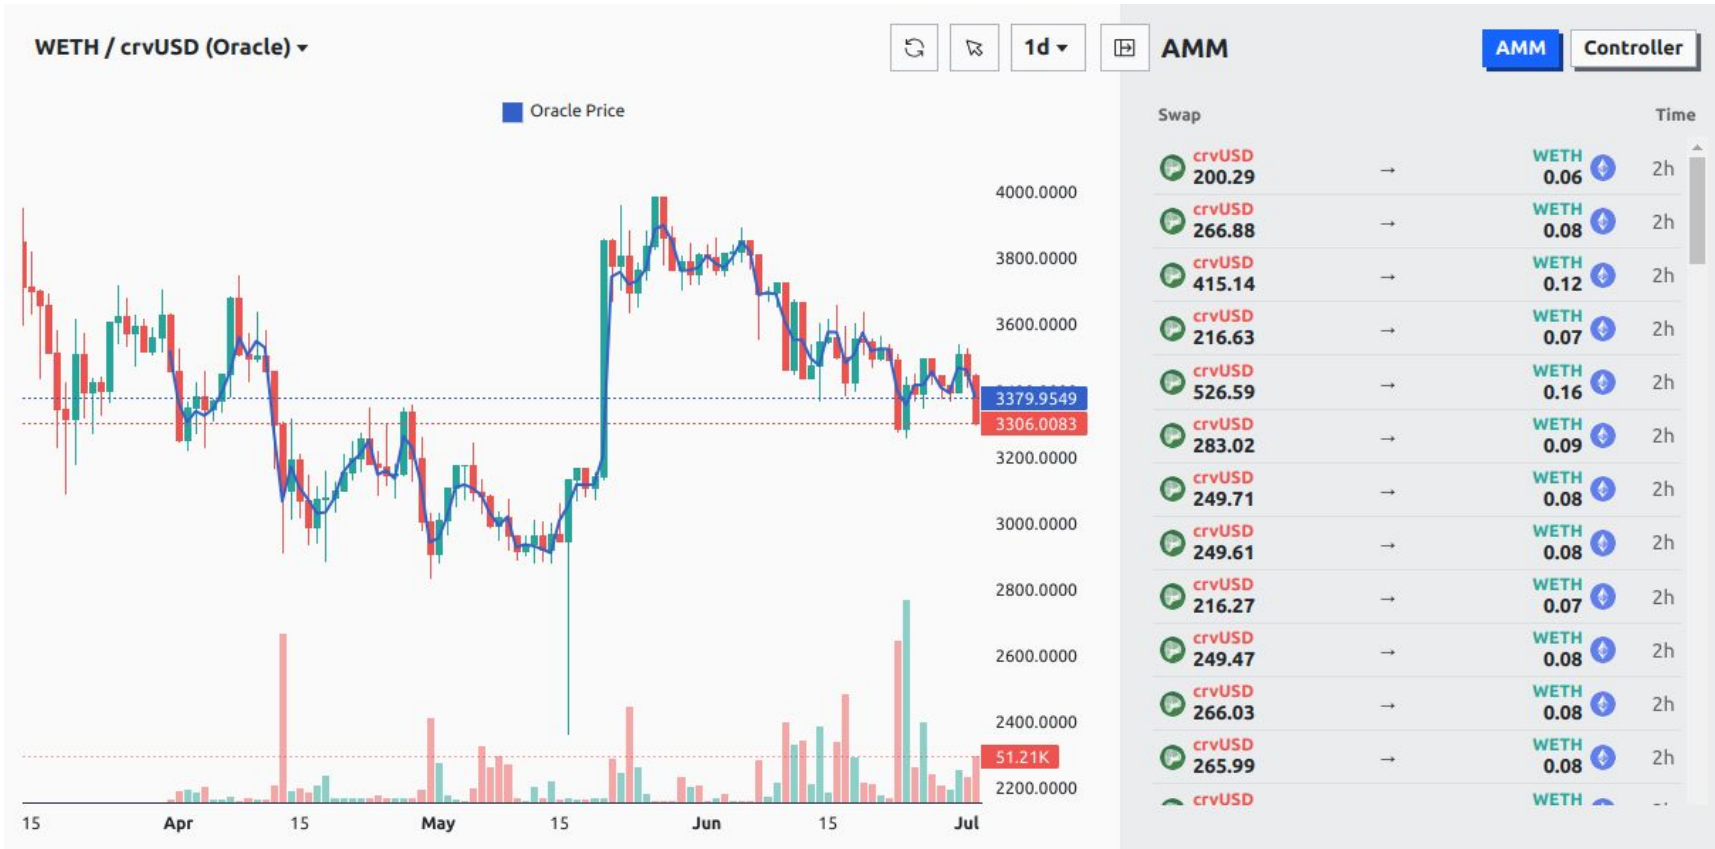 WETH / crvUSD (Oracle)
1d
Oracle Price
4000.0000
3800.0000
3600.0000
3379.9549
3306.0083
3200.0000
3000.0000
2800.0000
2600.0000
2400.0000
51.21K
2200.0000
15 Apr 15 May 15 Jun 15 Jul
AMM AMM Controller
Swap Time
crvUSD WETH
200.29 → 0.06 2h
crvUSD WETH
266.88 → 0.08 2h
crvUSD WETH
415.14 → 0.12 2h
crvUSD WETH
216.63 → 0.07 2h
crvUSD WETH
526.59 → 0.16 2h
crvUSD WETH
283.02 → 0.09 2h
crvUSD WETH
249.71 → 0.08 2h
crvUSD WETH
249.61 → 0.08 2h
crvUSD WETH
216.27 → 0.07 2h
crvUSD WETH
249.47 → 0.08 2h
crvUSD WETH
266.03 → 0.08 2h
crvUSD WETH
265.99 → 0.08 2h
crvUSD WETH